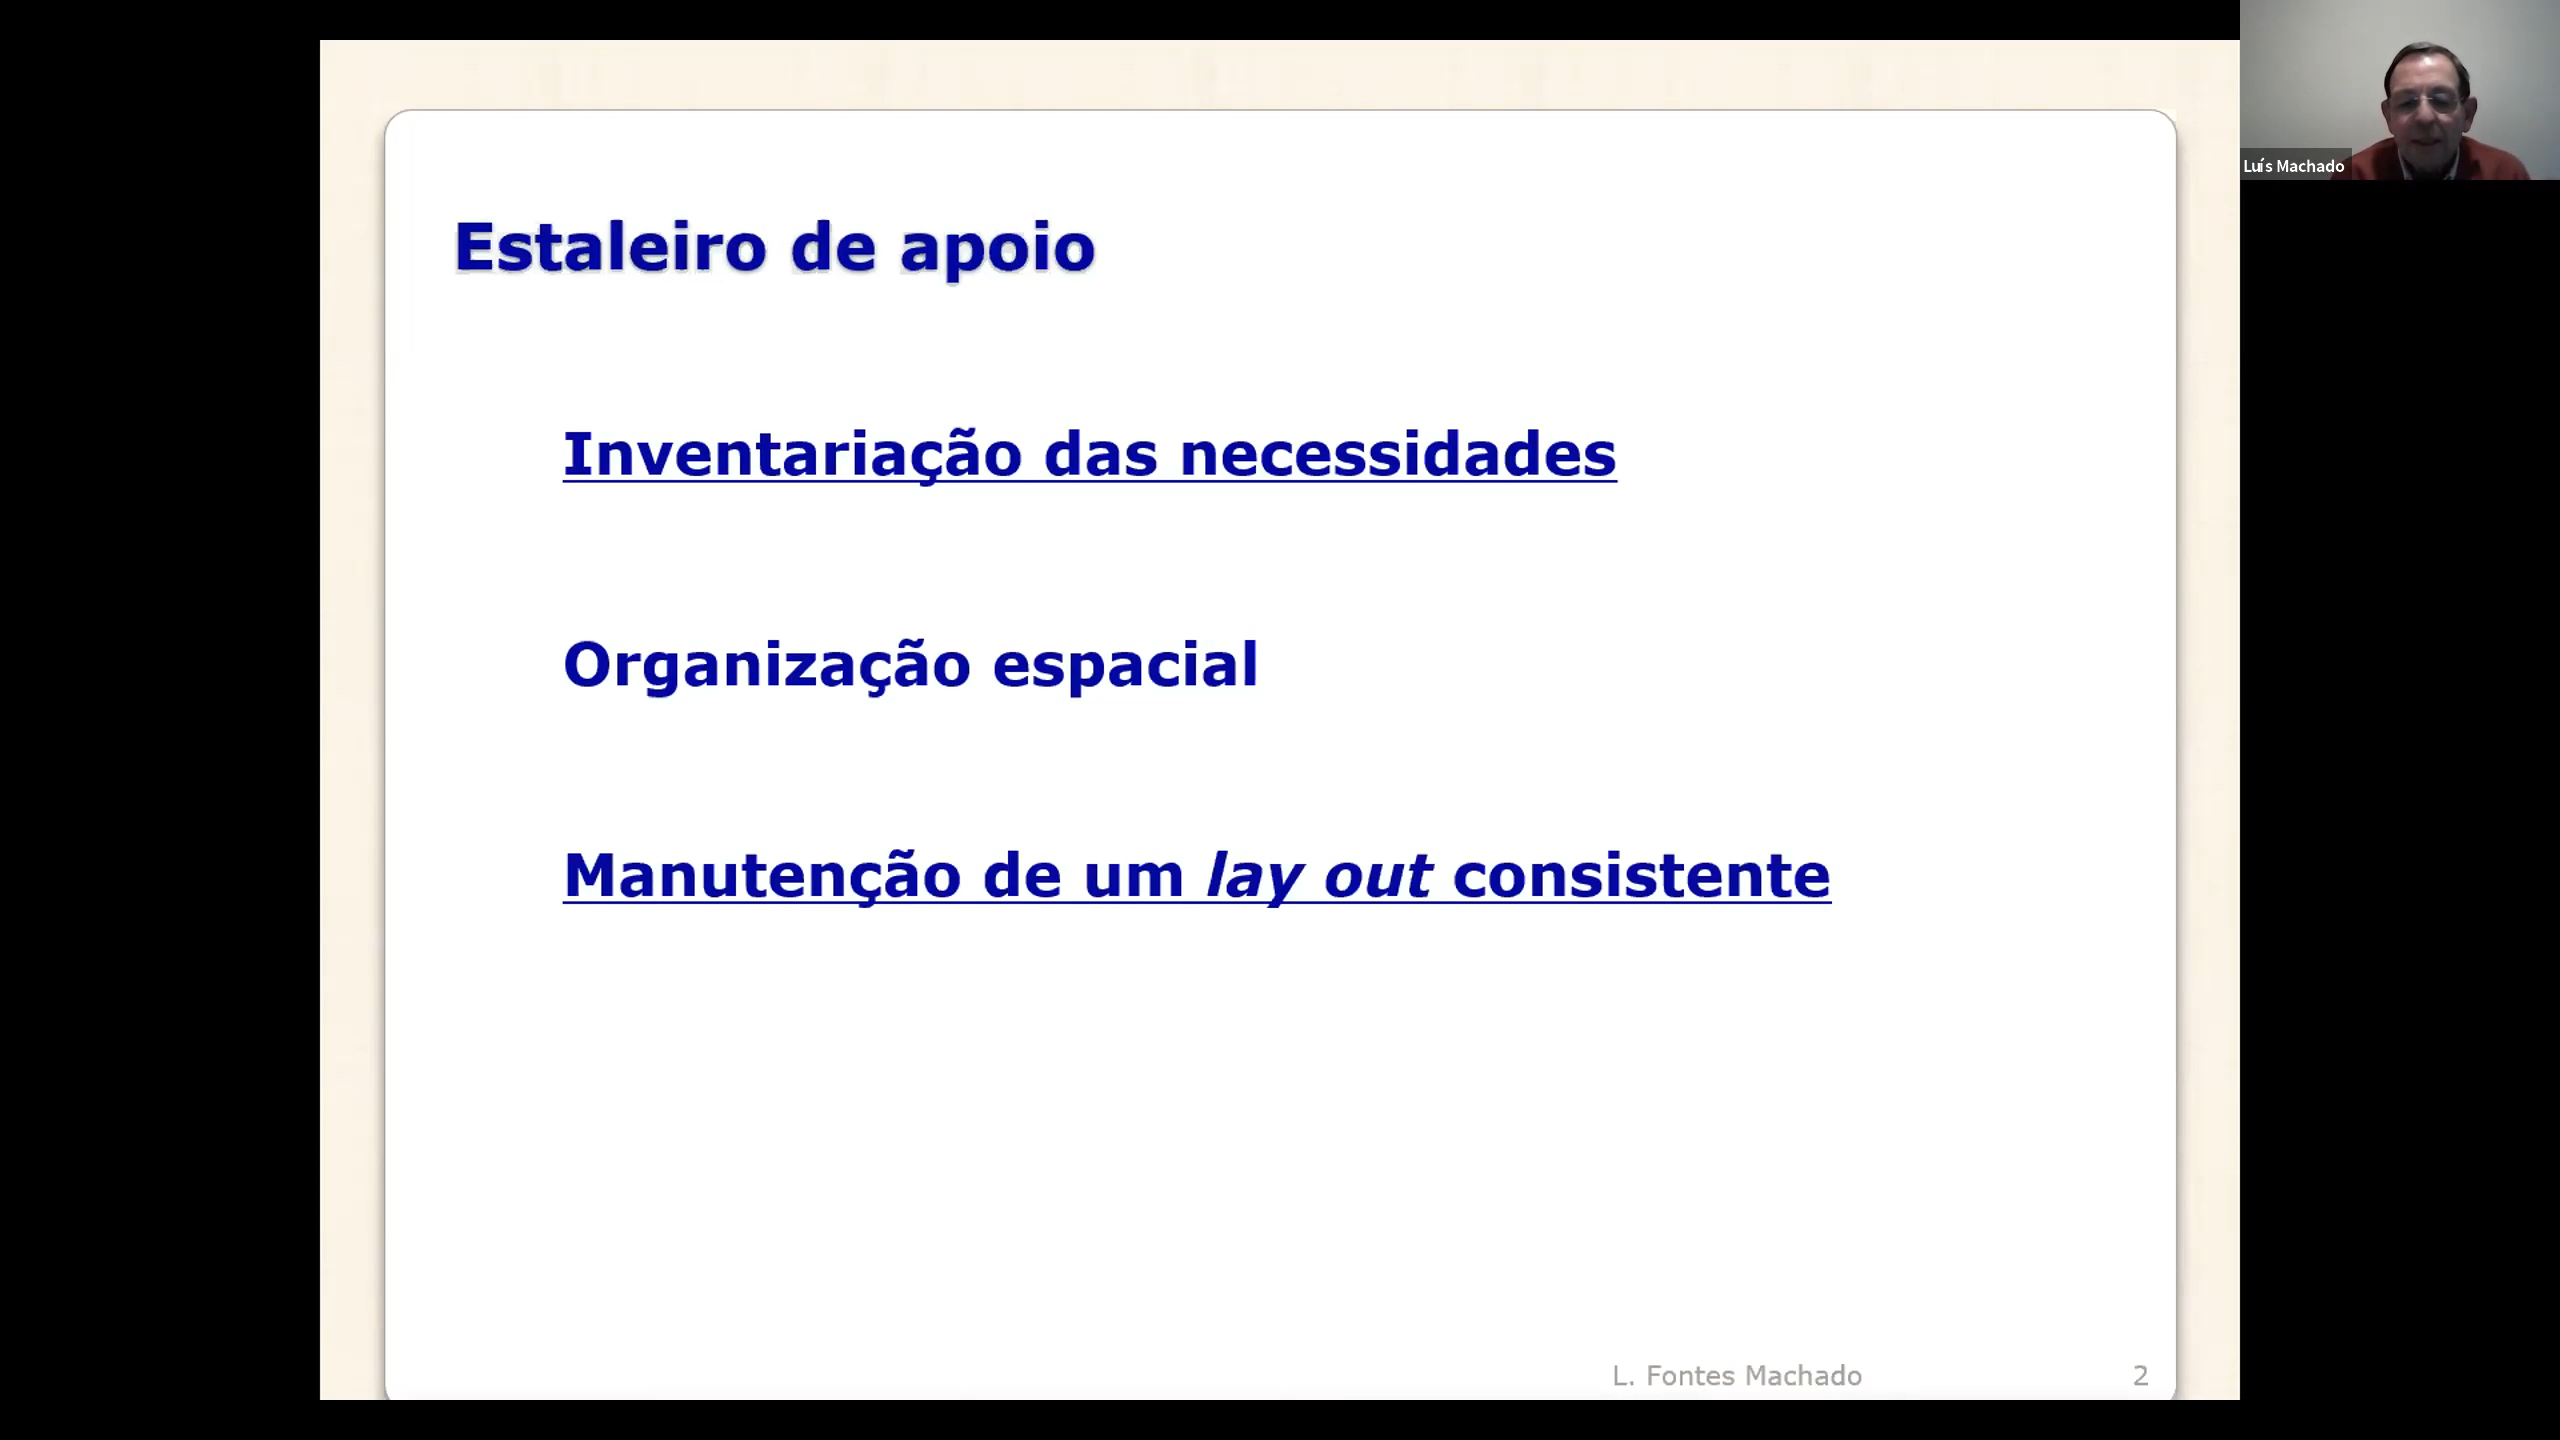 Luís Machado
Estaleiro de apoio
Inventariação das necessidades
Organização espacial
Manutenção de um lay out consistente
L. Fontes Machado
2